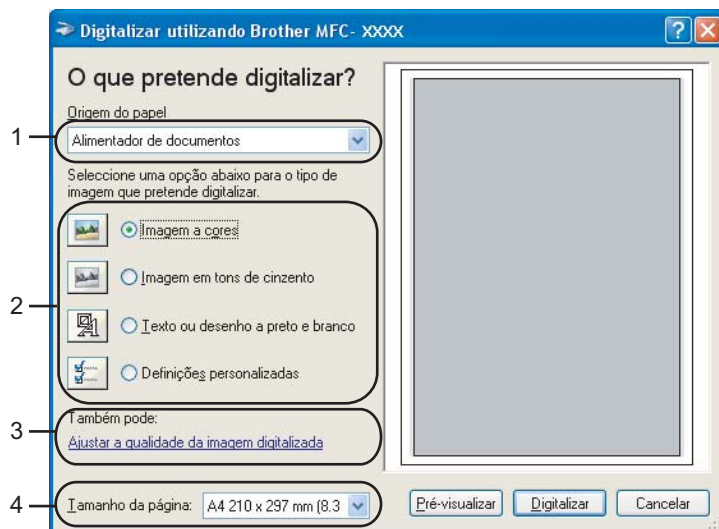 Digitalizar utilizando Brother MFC- XXXX
O que pretende digitalizar?
Origem do papel
1
Alimentador de documentos
Seleccione uma opção abaixo para o tipo de
imagem que pretende digitalizar.
Imagem a cores
Imagem em tons de cinzento
2
Texto ou desenho a preto e branco
Definições personalizadas
Também pode:
3
Ajustar a qualidade da imagem digitalizada
4
Tamanho da página: A4 210 x 297 mm (8.3
Pré-visualizar Digitalizar Cancelar